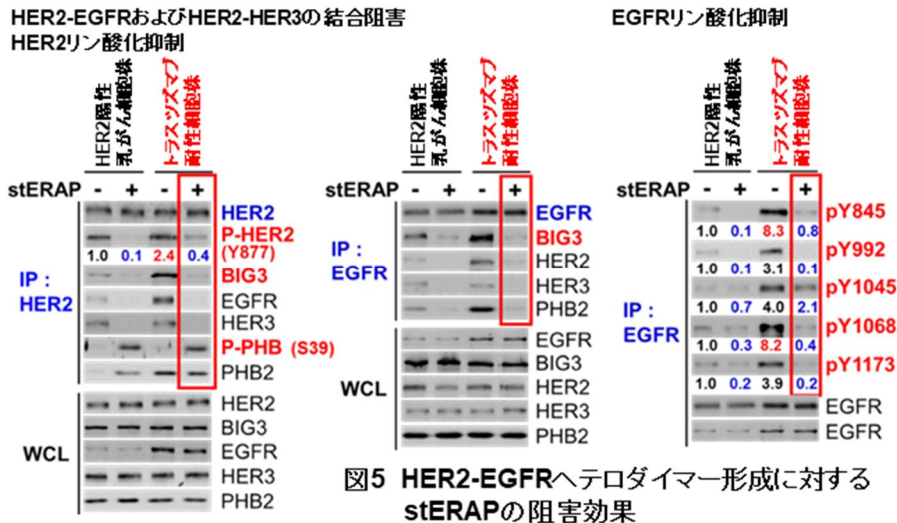 HER2-EGFRおよびHER2-HER3の結合阻害
HER2リン酸化抑制
HER2陽性
乳がん細胞株
トラスツズマブ
耐性細胞株
stERAP - + - +
IP :
HER2
HER2
P-HER2
(Y877)
1.0 0.1 2.4 0.4
BIG3
EGFR
HER3
P-PHB (S39)
PHB2
WCL
HER2
BIG3
EGFR
HER3
PHB2
HER2陽性
乳がん細胞株
トラスツズマブ
耐性細胞株
stERAP - + - +
IP :
EGFR
EGFR
BIG3
HER2
HER3
PHB2
WCL
EGFR
BIG3
HER2
HER3
PHB2
EGFRリン酸化抑制
HER2陽性
乳がん細胞株
トラスツズマブ
耐性細胞株
stERAP - + - +
IP :
EGFR
pY845
1.0 0.1 8.3 0.8
pY992
1.0 0.1 3.1 0.1
pY1045
1.0 0.7 4.0 2.1
pY1068
1.0 0.3 8.2 0.4
pY1173
1.0 0.2 3.9 0.2
EGFR
EGFR
図5 HER2-EGFRヘテロダイマー形成に対する
stERAPの阻害効果